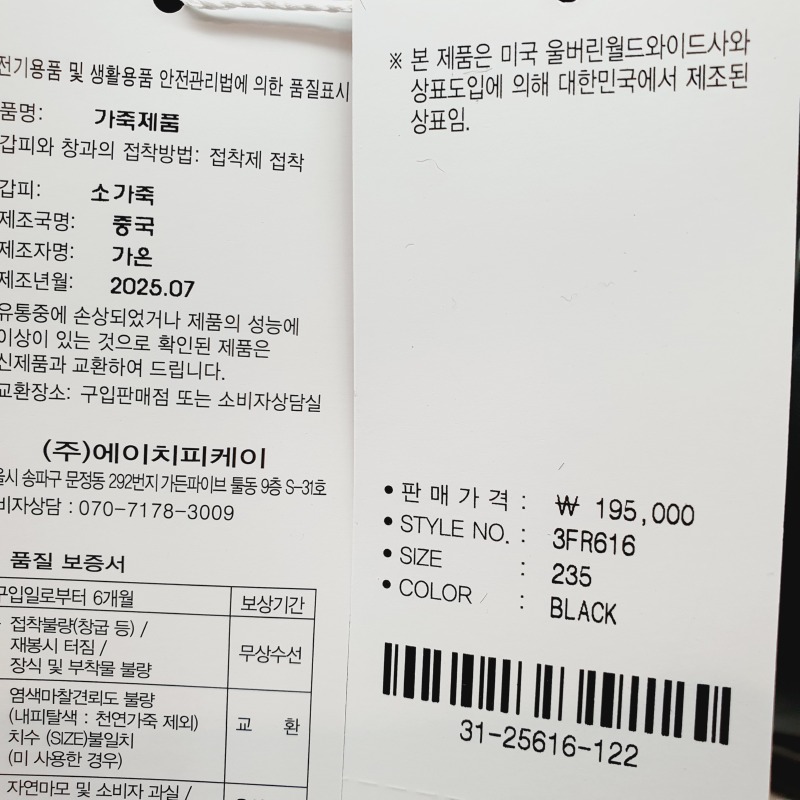 전기용품 및 생활용품 안전관리법에 의한 품질표시
품명: 가죽제품
갑피와 창과의 접착방법: 접착제 접착
갑피: 소가죽
제조국명: 중국
제조자명: 가온
제조년월: 2025.07
유통중에 손상되었거나 제품의 성능에
이상이 있는 것으로 확인된 제품은
신제품과 교환하여 드립니다.
교환장소: 구입판매점 또는 소비자상담실
(주)에이치피케이
울시 송파구 문정동 292번지 가든파이브 툴동 9층 S-31호
비자상담 : 070-7178-3009
품질 보증서
구입일로부터 6개월 보상기간
접착불량(창굽 등) /
재봉시 터짐 /
장식 및 부착물 불량
무상수선
염색마찰견뢰도 불량
(내피탈색 : 천연가죽 제외)
치수 (SIZE)불일치
(미 사용한 경우)
교 환
자연마모 및 소비자 과실 /
※ 본 제품은 미국 울버린월드와이드사와
상표도입에 의해 대한민국에서 제조된
상표임.
• 판매가격 : ₩ 195,000
• STYLE NO. : 3FR616
• SIZE : 235
• COLOR : BLACK
31-25616-122